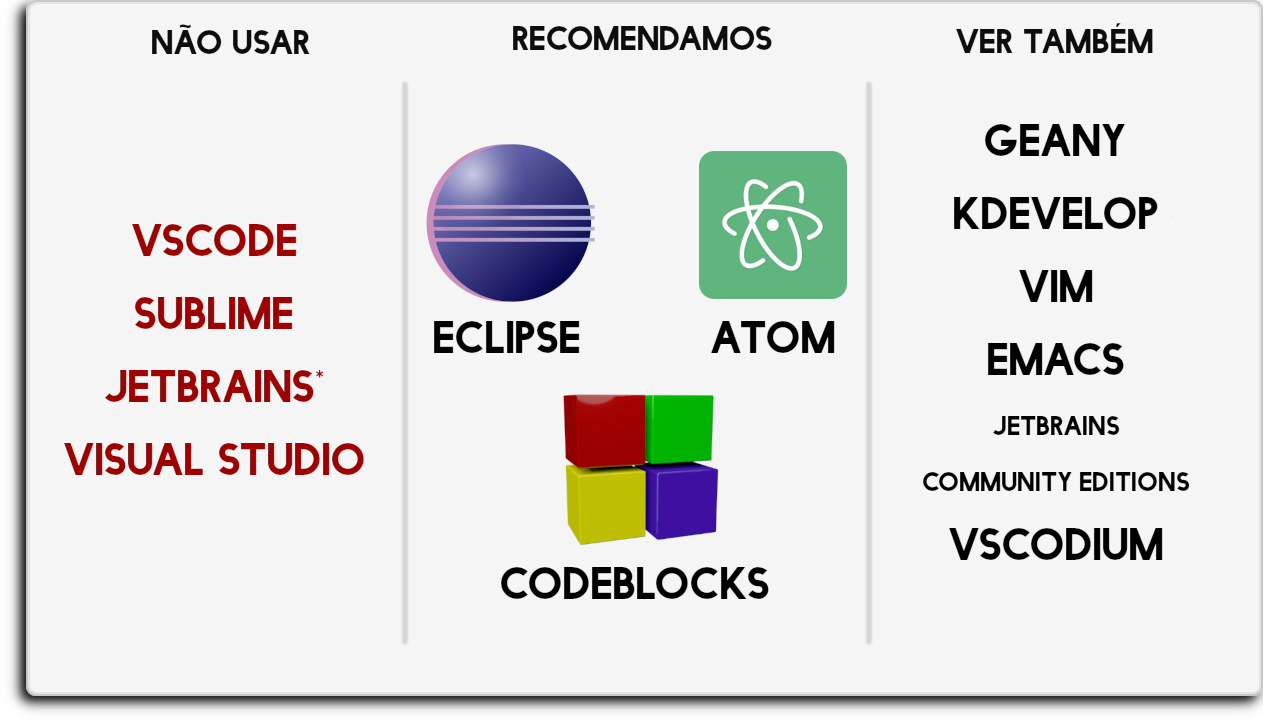 NÃO USAR
VSCODE
SUBLIME
JETBRAINS*
VISUAL STUDIO
RECOMENDAMOS
ECLIPSE
ATOM
CODEBLOCKS
VER TAMBÉM
GEANY
KDEVELOP
VIM
EMACS
JETBRAINS
COMMUNITY EDITIONS
VSCODIUM